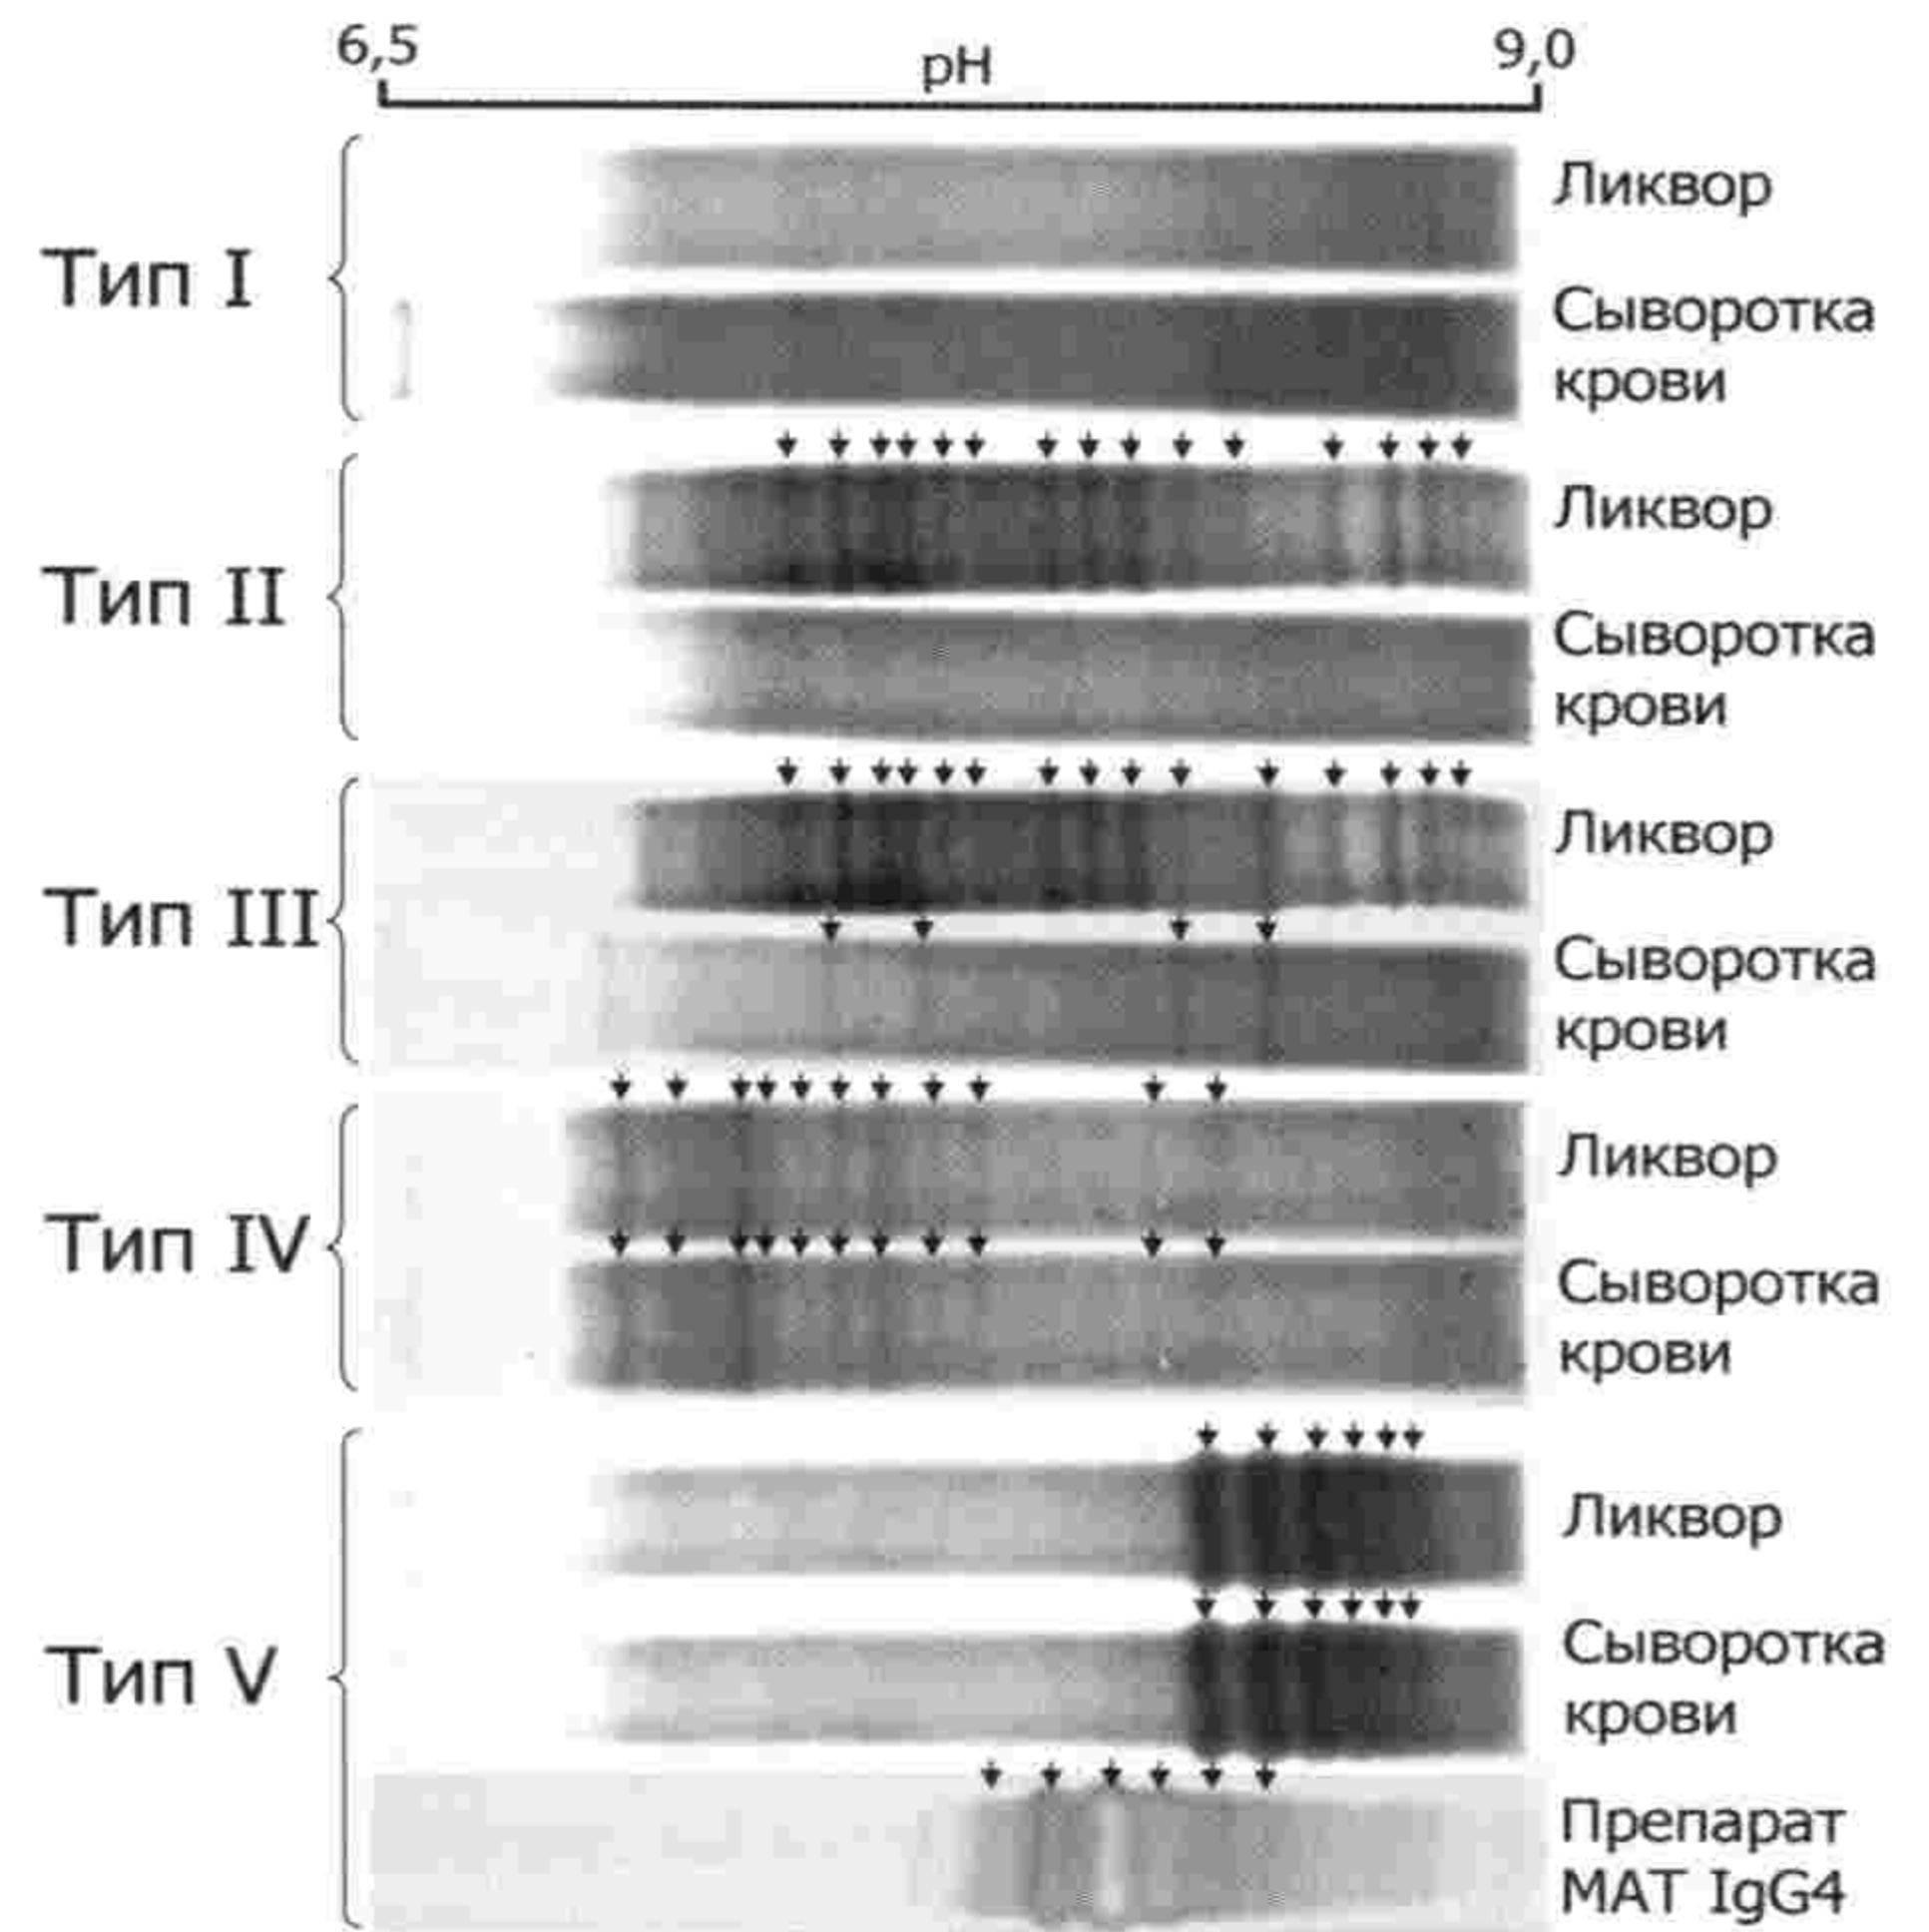 6,5 pH 9,0
Ликвор
Тип I
Сыворотка
крови
Ликвор
Тип II
Сыворотка
крови
Ликвор
Тип III
Сыворотка
крови
Ликвор
Тип IV
Сыворотка
крови
Ликвор
Тип V
Сыворотка
крови
Препарат
МАТ IgG4